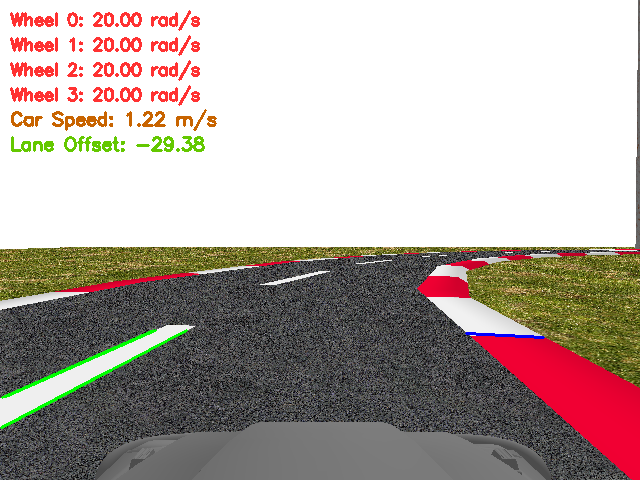 Wheel 0: 20.00 rad/s
Wheel 1: 20.00 rad/s
Wheel 2: 20.00 rad/s
Wheel 3: 20.00 rad/s
Car Speed: 1.22 m/s
Lane Offset: -29.38